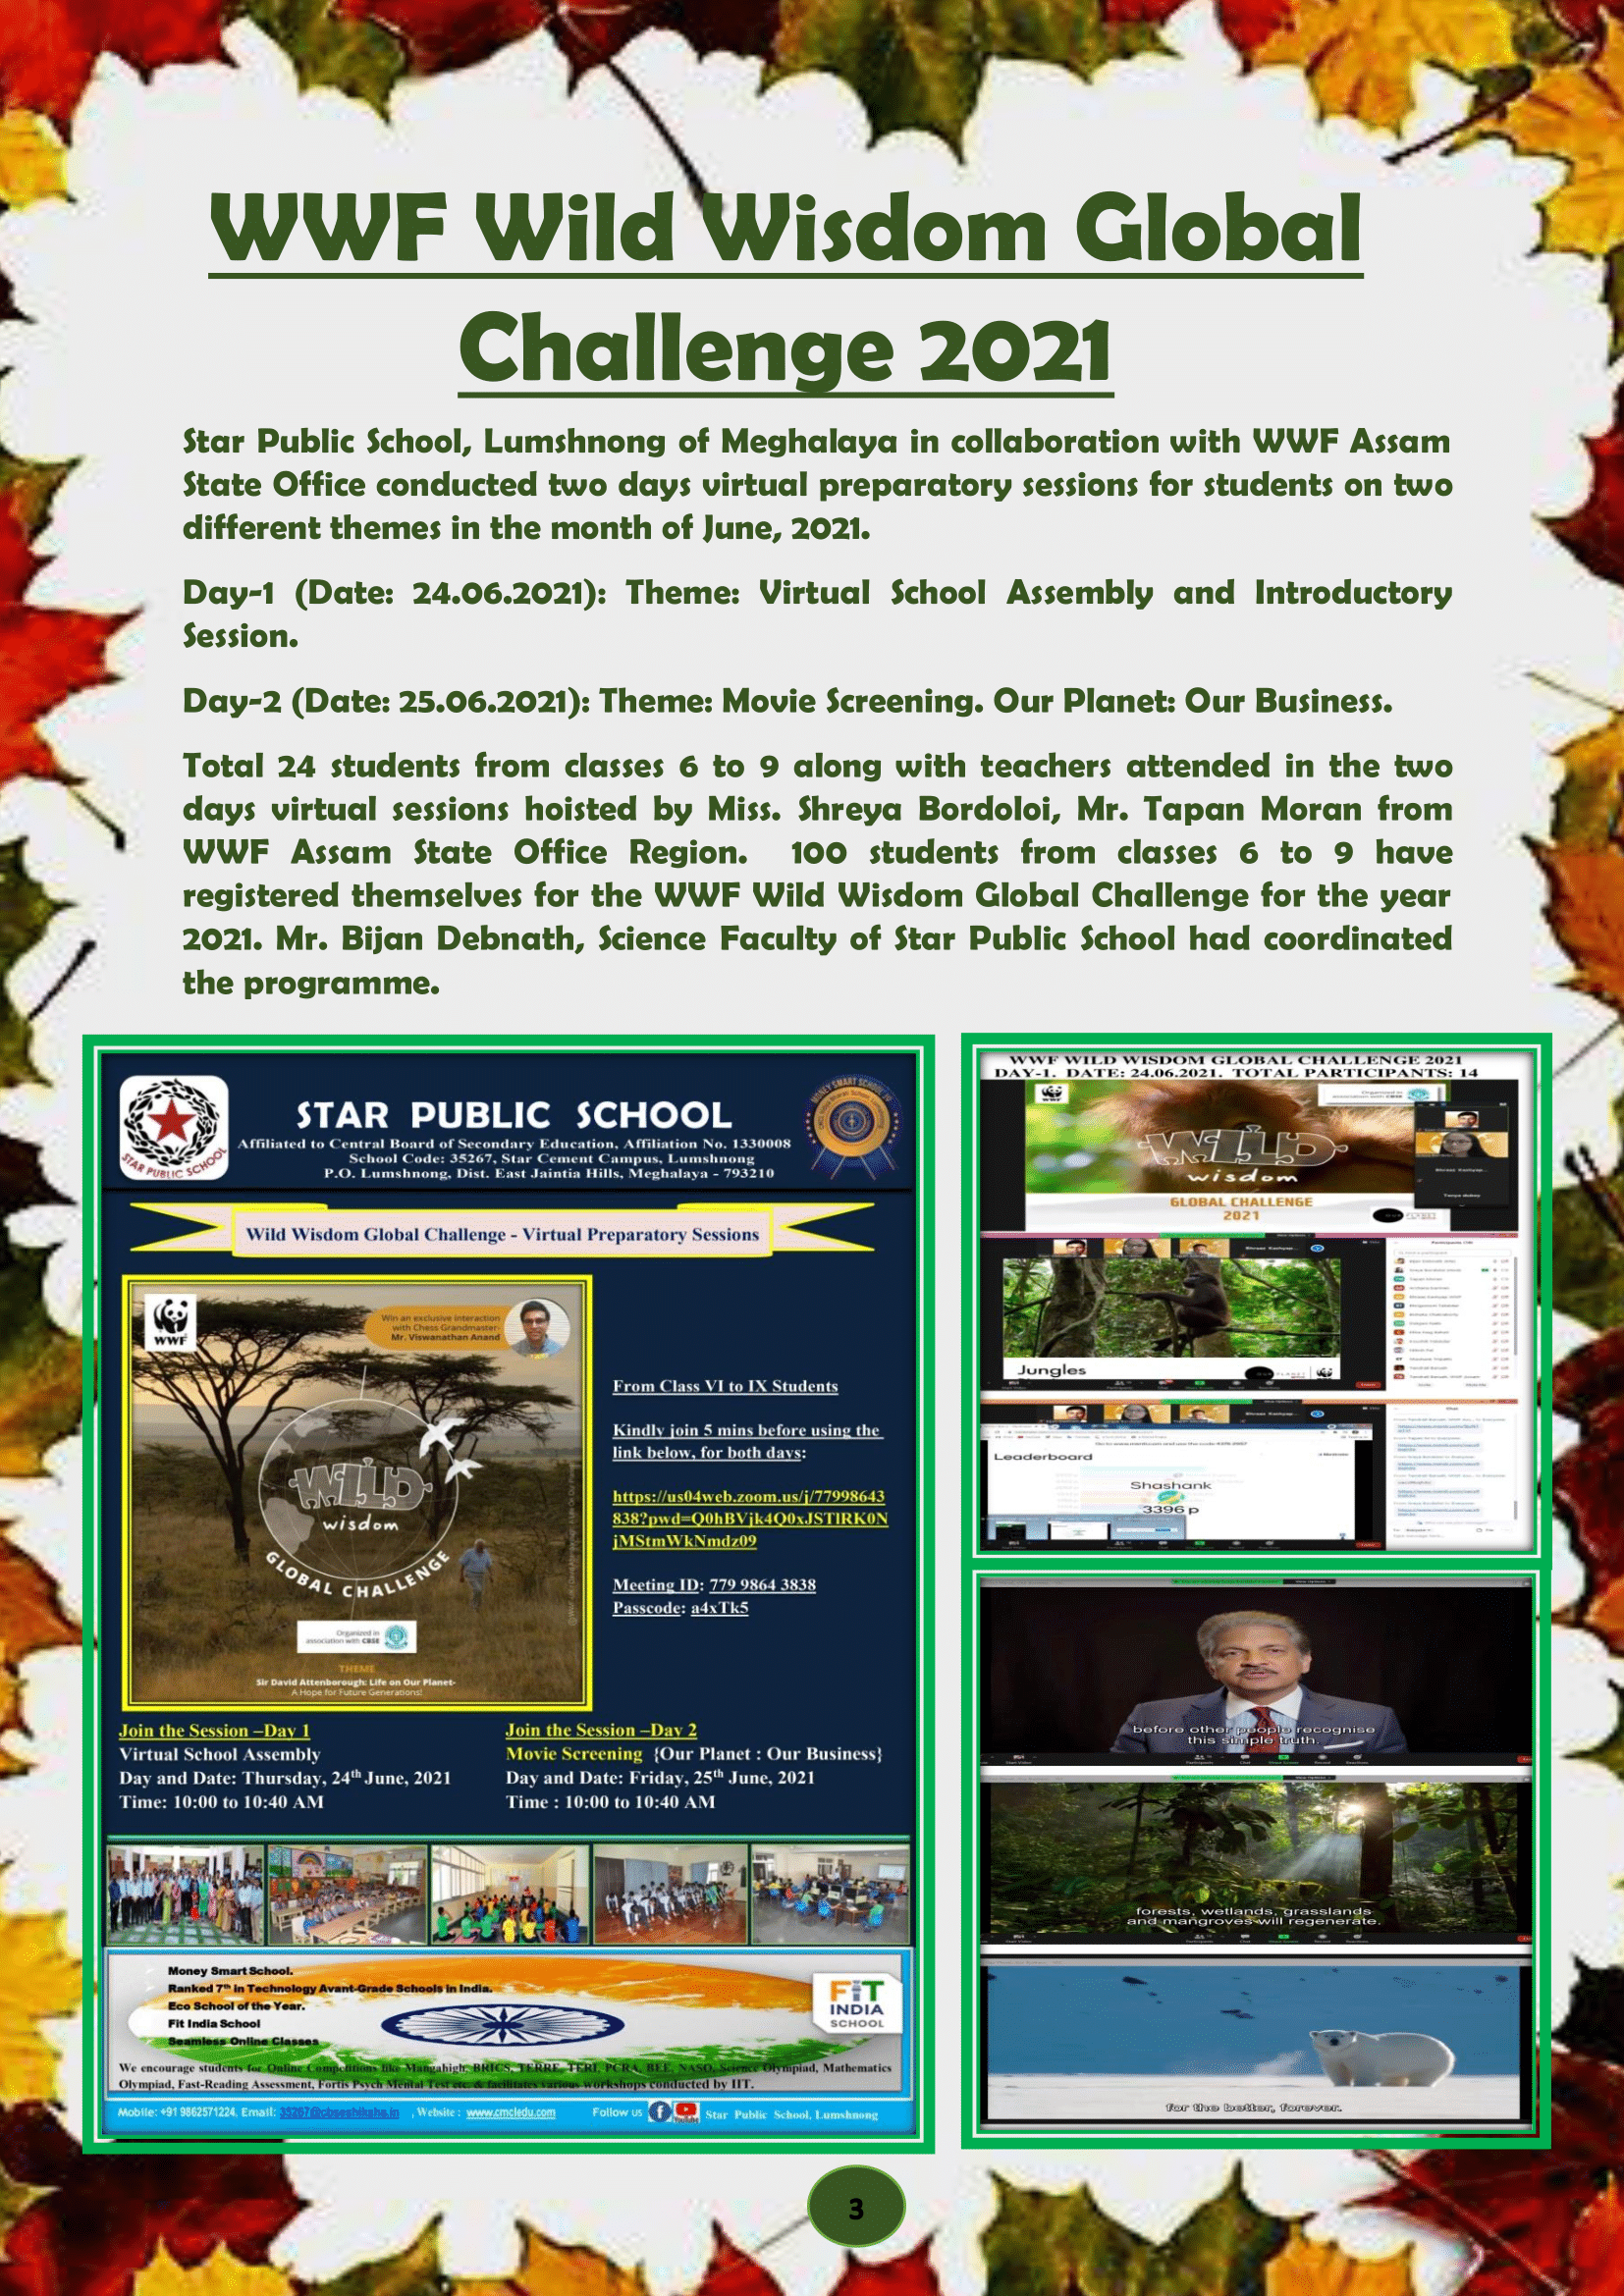 WWF Wild Wisdom Global
Challenge 2021
Star Public School, Lumshnong of Meghalaya in collaboration with WWF Assam
State Office conducted two days virtual preparatory sessions for students on two
different themes in the month of June, 2021.
Day-1 (Date: 24.06.2021): Theme: Virtual School Assembly and Introductory
Session.
Day-2 (Date: 25.06.2021): Theme: Movie Screening. Our Planet: Our Business.
Total 24 students from classes 6 to 9 along with teachers attended in the two
days virtual sessions hoisted by Miss. Shreya Bordoloi, Mr. Tapan Moran from
WWF Assam State Office Region. 100 students from classes 6 to 9 have
registered themselves for the WWF Wild Wisdom Global Challenge for the year
2021. Mr. Bijan Debnath, Science Faculty of Star Public School had coordinated
the programme.
STAR PUBLIC SCHOOL
STAR PUBLIC SCHOOL
Affiliated to Central Board of Secondary Education, Affiliation No. 1330008
School Code: 35267, Star Cement Campus, Lumshnong
P.O. Lumshnong, Dist. East Jaintia Hills, Meghalaya - 793210
Wild Wisdom Global Challenge - Virtual Preparatory Sessions
WWF
Win an exclusive interaction
with Chess Grandmaster-
Mr. Viswanathan Anand
WILD
wisdom
GLOBAL CHALLENGE
Organized in
association with CBSE
THEME
Sir David Attenborough: Life on Our Planet-
A Hope for Future Generations!
From Class VI to IX Students
Kindly join 5 mins before using the
link below, for both days:
https://us04web.zoom.us/j/77998643
838?pwd=Q0hBVjk4Q0xJSTlRK0N
jMStmWkNmdz09
Meeting ID: 779 9864 3838
Passcode: a4xTk5
Join the Session –Day 1
Virtual School Assembly
Day and Date: Thursday, 24th June, 2021
Time: 10:00 to 10:40 AM
Join the Session –Day 2
Movie Screening {Our Planet : Our Business}
Day and Date: Friday, 25th June, 2021
Time : 10:00 to 10:40 AM
Money Smart School.
Ranked 7th in Technology Avant-Grade Schools in India.
Eco School of the Year.
Fit India School
Seamless Online Classes
FIT
INDIA
SCHOOL
We encourage students for Online Competitions like Mangahigh, BRICS, TERRE, TERI, PCRA, BEE, NASO, Science Olympiad, Mathematics
Olympiad, Fast-Reading Assessment, Fortis Psych Mental Test etc. & facilitates various workshops conducted by IIT.
Mobile: +91 9862571224, Email: 35267@cbseshiksha.in , Website : www.cmcledu.com Follow us YouTube Star Public School, Lumshnong
WWF WILD WISDOM GLOBAL CHALLENGE 2021
DAY-1. DATE: 24.06.2021. TOTAL PARTICIPANTS: 14
WWF
Organized in
association with CBSE
WILD
wisdom
GLOBAL CHALLENGE
2021
Jungles
Leaderboard
Shashank
3396 p
before other people recognise
this simple truth.
forests, wetlands, grasslands
and mangroves will regenerate.
for the better, forever.
3